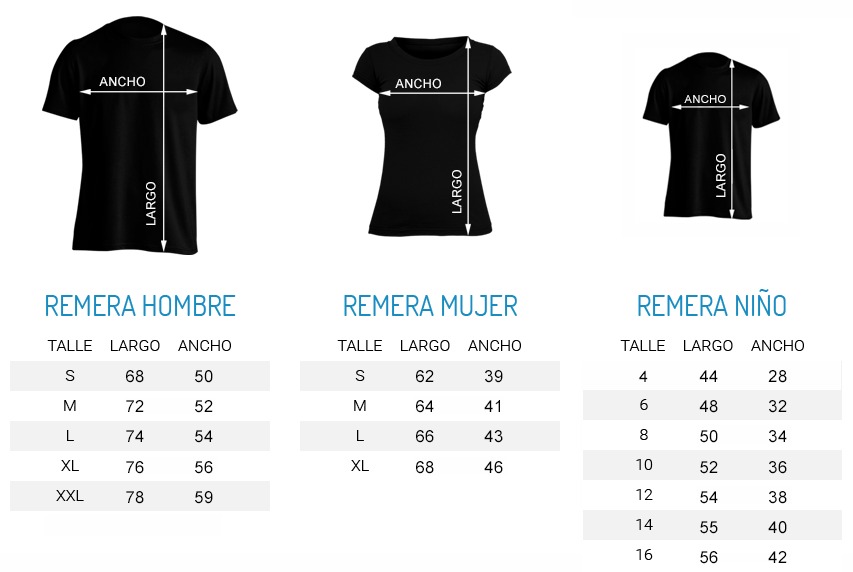 ANCHO
LARGO
ANCHO
LARGO
ANCHO
LARGO
REMERA HOMBRE
TALLE LARGO ANCHO
S 68 50
M 72 52
L 74 54
XL 76 56
XXL 78 59
REMERA MUJER
TALLE LARGO ANCHO
S 62 39
M 64 41
L 66 43
XL 68 46
REMERA NIÑO
TALLE LARGO ANCHO
4 44 28
6 48 32
8 50 34
10 52 36
12 54 38
14 55 40
16 56 42